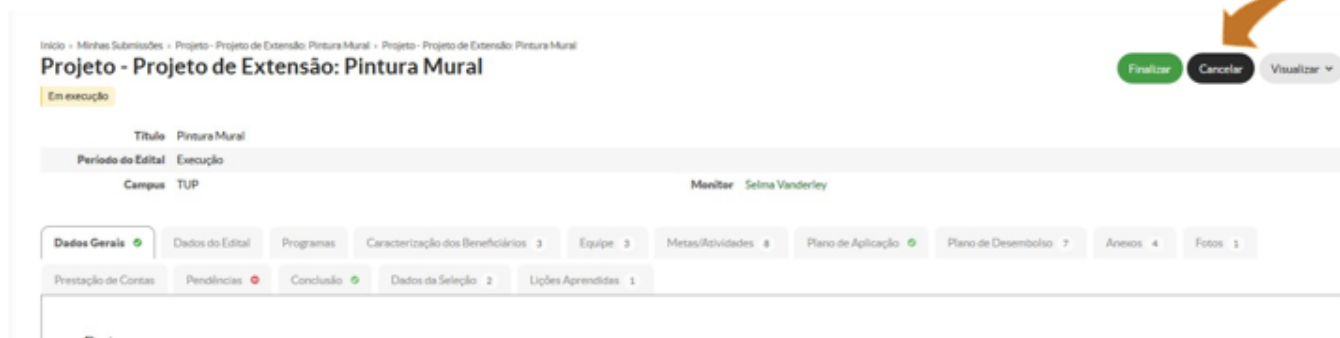 Início » Minhas Submissões » Projeto - Projeto de Extensão: Pintura Mural » Projeto - Projeto de Extensão: Pintura Mural
Projeto - Projeto de Extensão: Pintura Mural
Finalizar Cancelar Visualizar
Em execução
Título Pintura Mural
Período do Edital Execução
Campus TUP Monitor Selma Vanderley
Dados Gerais Dados do Edital Programas Caracterização dos Beneficiários 3 Equipe 3 Metas/Atividades 8 Plano de Aplicação Plano de Desembolso 7 Anexos 4 Fotos 1
Prestação de Contas Pendências Conclusão Dados da Seleção 2 Lições Aprendidas 1